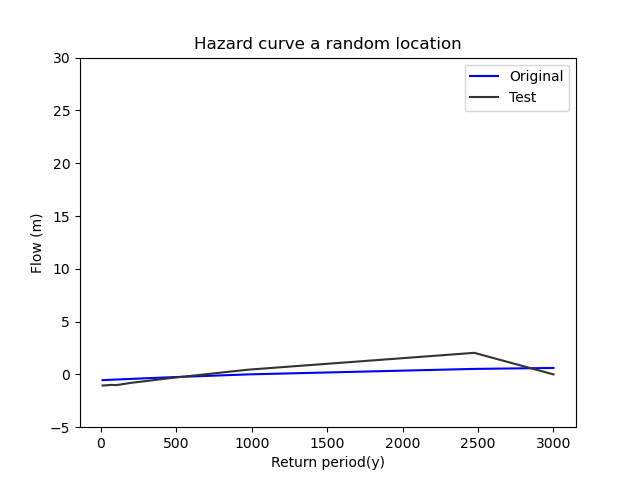 Hazard curve a random location
Original
Test
30
25
20
15
10
5
0
−5
Flow (m)
0 500 1000 1500 2000 2500 3000
Return period(y)